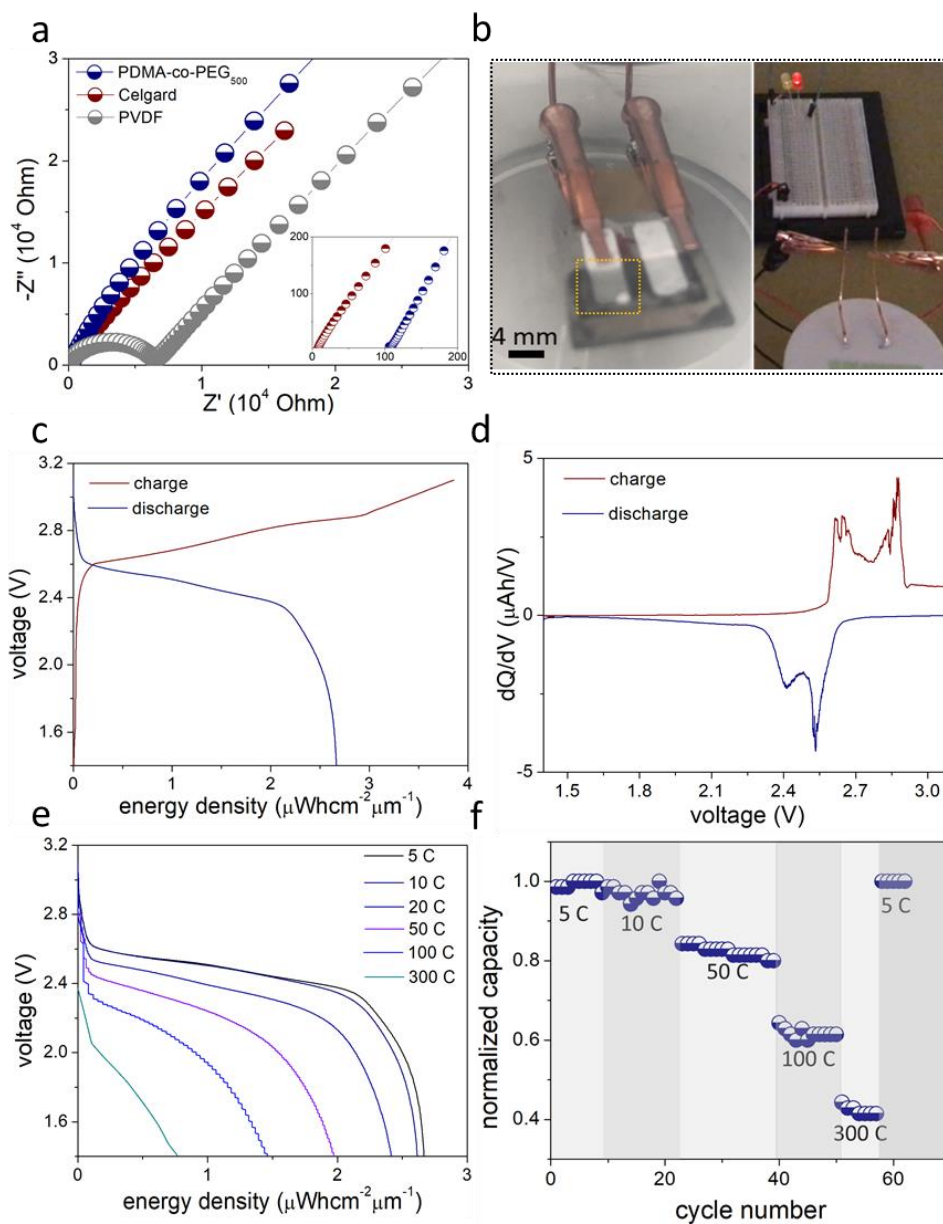 a
3
PDMA-co-PEG500
Celgard
PVDF
2
1
0
-Z" (10^4 Ohm)
200
100
0 100 200
0 1 2 3
Z' (10^4 Ohm)
b
4 mm
c
3.2
2.8
2.4
2.0
1.6
voltage (V)
charge
discharge
0 1 2 3 4
energy density (μWhcm-2μm-1)
d
5
0
-5
dQ/dV (μAh/V)
charge
discharge
1.5 1.8 2.1 2.4 2.7 3.0
voltage (V)
e
3.2
2.8
2.4
2.0
1.6
voltage (V)
5 C
10 C
20 C
50 C
100 C
300 C
0 1 2 3
energy density (μWhcm-2μm-1)
f
1.0
0.8
0.6
0.4
normalized capacity
5 C
10 C
50 C
100 C
300 C
5 C
0 20 40 60
cycle number